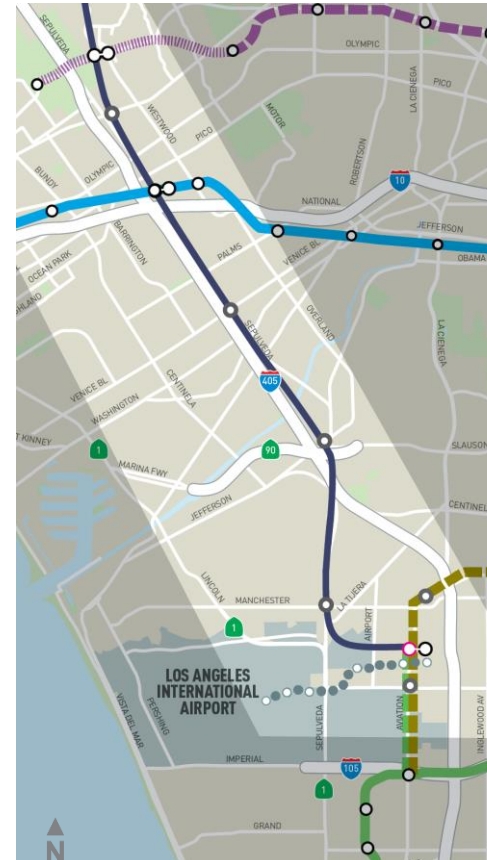 SEPULVEDA
OLYMPIC
LA CIENEGA
PICO
WESTWOOD
PICO
MOTOR
ROBERTSON
BUNDY
OLYMPIC
10
NATIONAL
BARRINGTON
JEFFERSON
PALMS
VENICE BL
OBAMA
OCEAN PARK
GHLAND
OVERLAND
SEPULVEDA
LA CIENEGA
405
CENTINELA
VENICE BL
WASHINGTON
T KINNEY
1
90
SLAUSON
MARINA FWY
JEFFERSON
CENTINEL
LINCOLN
MANCHESTER
LA TIJERA
AIRPORT
1
LOS ANGELES
INTERNATIONAL
AIRPORT
PERSHING
VISTA DEL MAR
SEPULVEDA
AVIATION
INGLEWOOD AV
IMPERIAL
105
1
GRAND
N